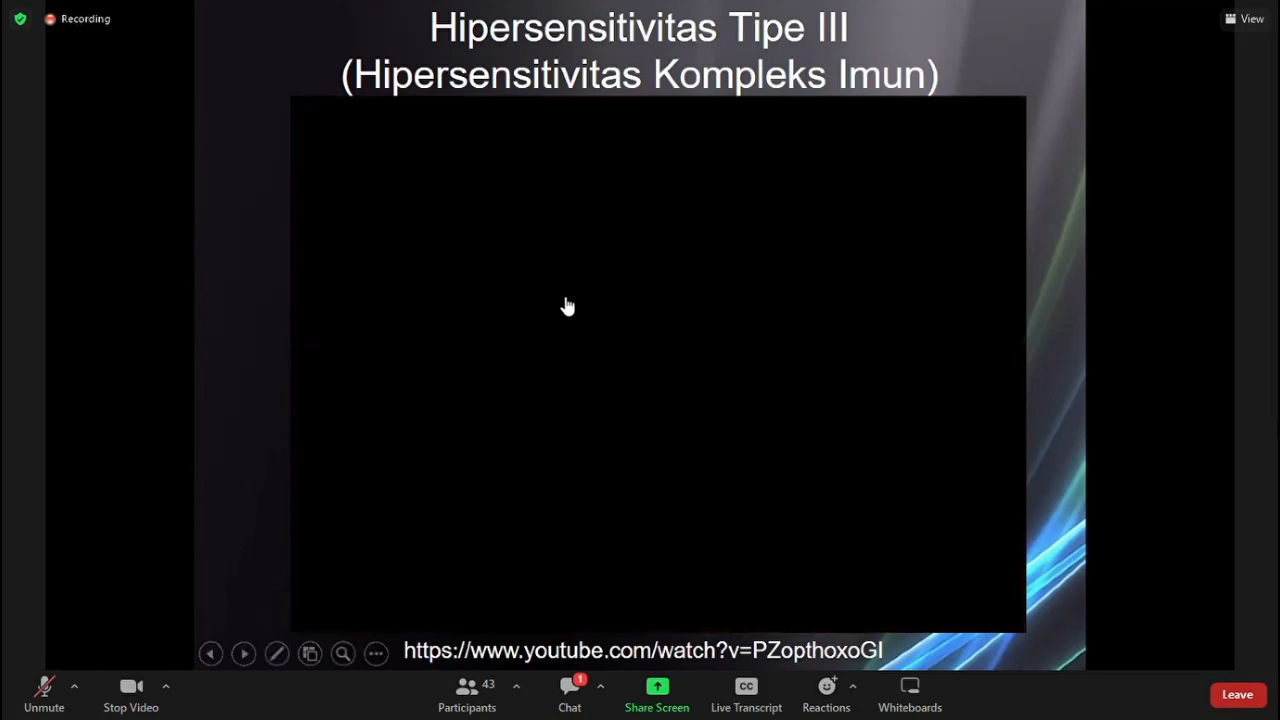 Recording
View
Hipersensitivitas Tipe III
(Hipersensitivitas Kompleks Imun)
https://www.youtube.com/watch?v=PZopthoxoGI
Unmute
Stop Video
Participants
43
Chat
1
Share Screen
CC
Live Transcript
Reactions
Whiteboards
Leave